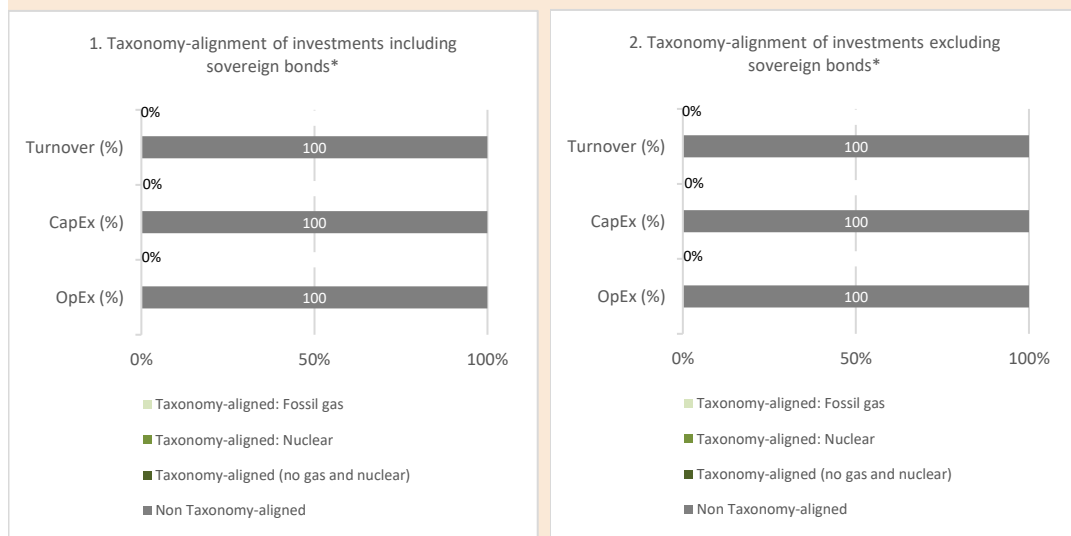 1. Taxonomy-alignment of investments including
sovereign bonds*
0%
Turnover (%)
100
0%
CapEx (%)
100
0%
OpEx (%)
100
0%
50%
100%
Taxonomy-aligned: Fossil gas
Taxonomy-aligned: Nuclear
Taxonomy-aligned (no gas and nuclear)
Non Taxonomy-aligned
2. Taxonomy-alignment of investments excluding
sovereign bonds*
0%
Turnover (%)
100
0%
CapEx (%)
100
0%
OpEx (%)
100
0%
50%
100%
Taxonomy-aligned: Fossil gas
Taxonomy-aligned: Nuclear
Taxonomy-aligned (no gas and nuclear)
Non Taxonomy-aligned